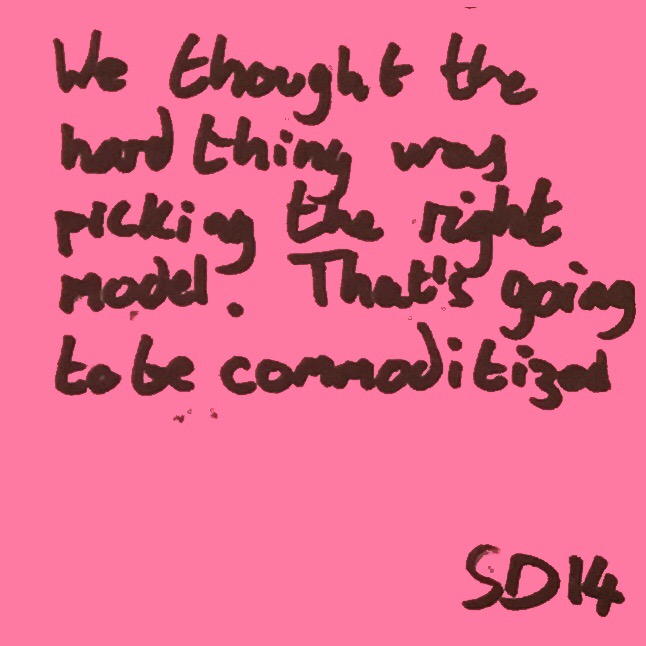 We thought the
hard thing was
picking the right
model. That's going
to be commoditized
SD14